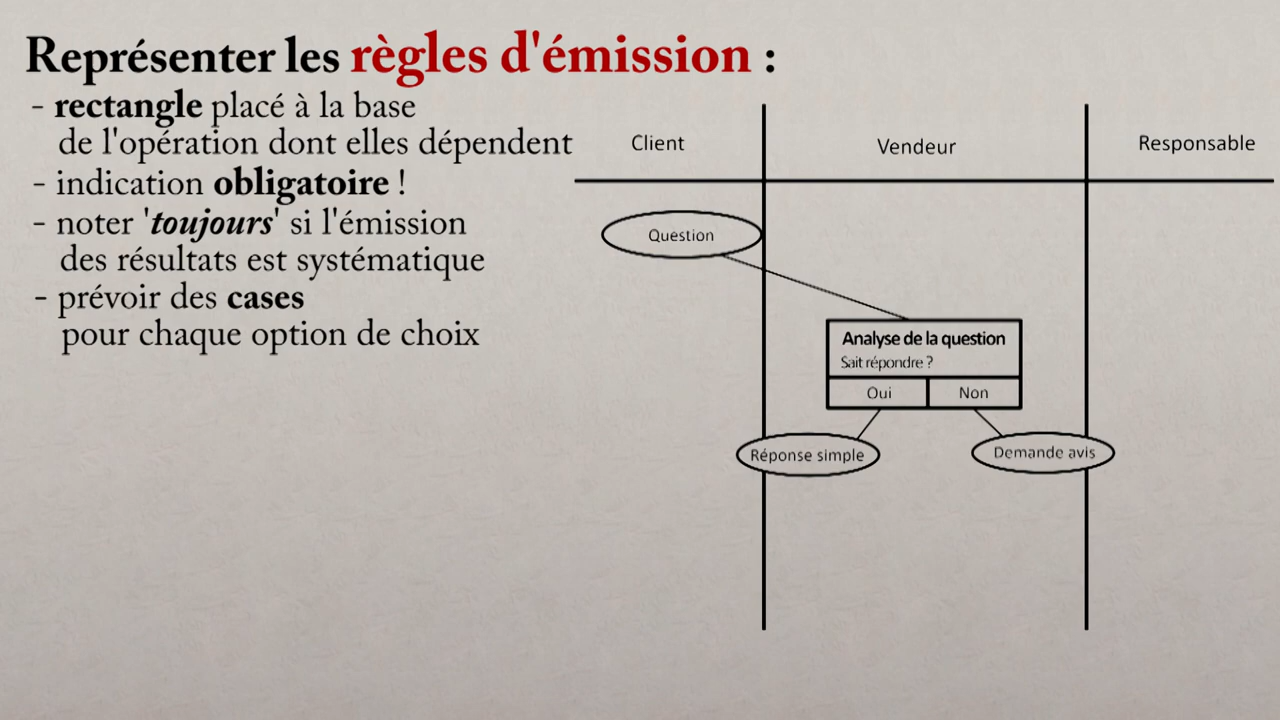 Représenter les règles d'émission :
- rectangle placé à la base
de l'opération dont elles dépendent
- indication obligatoire !
- noter 'toujours' si l'émission
des résultats est systématique
- prévoir des cases
pour chaque option de choix
Client
Vendeur
Responsable
Question
Analyse de la question
Sait répondre ?
Oui
Non
Réponse simple
Demande avis